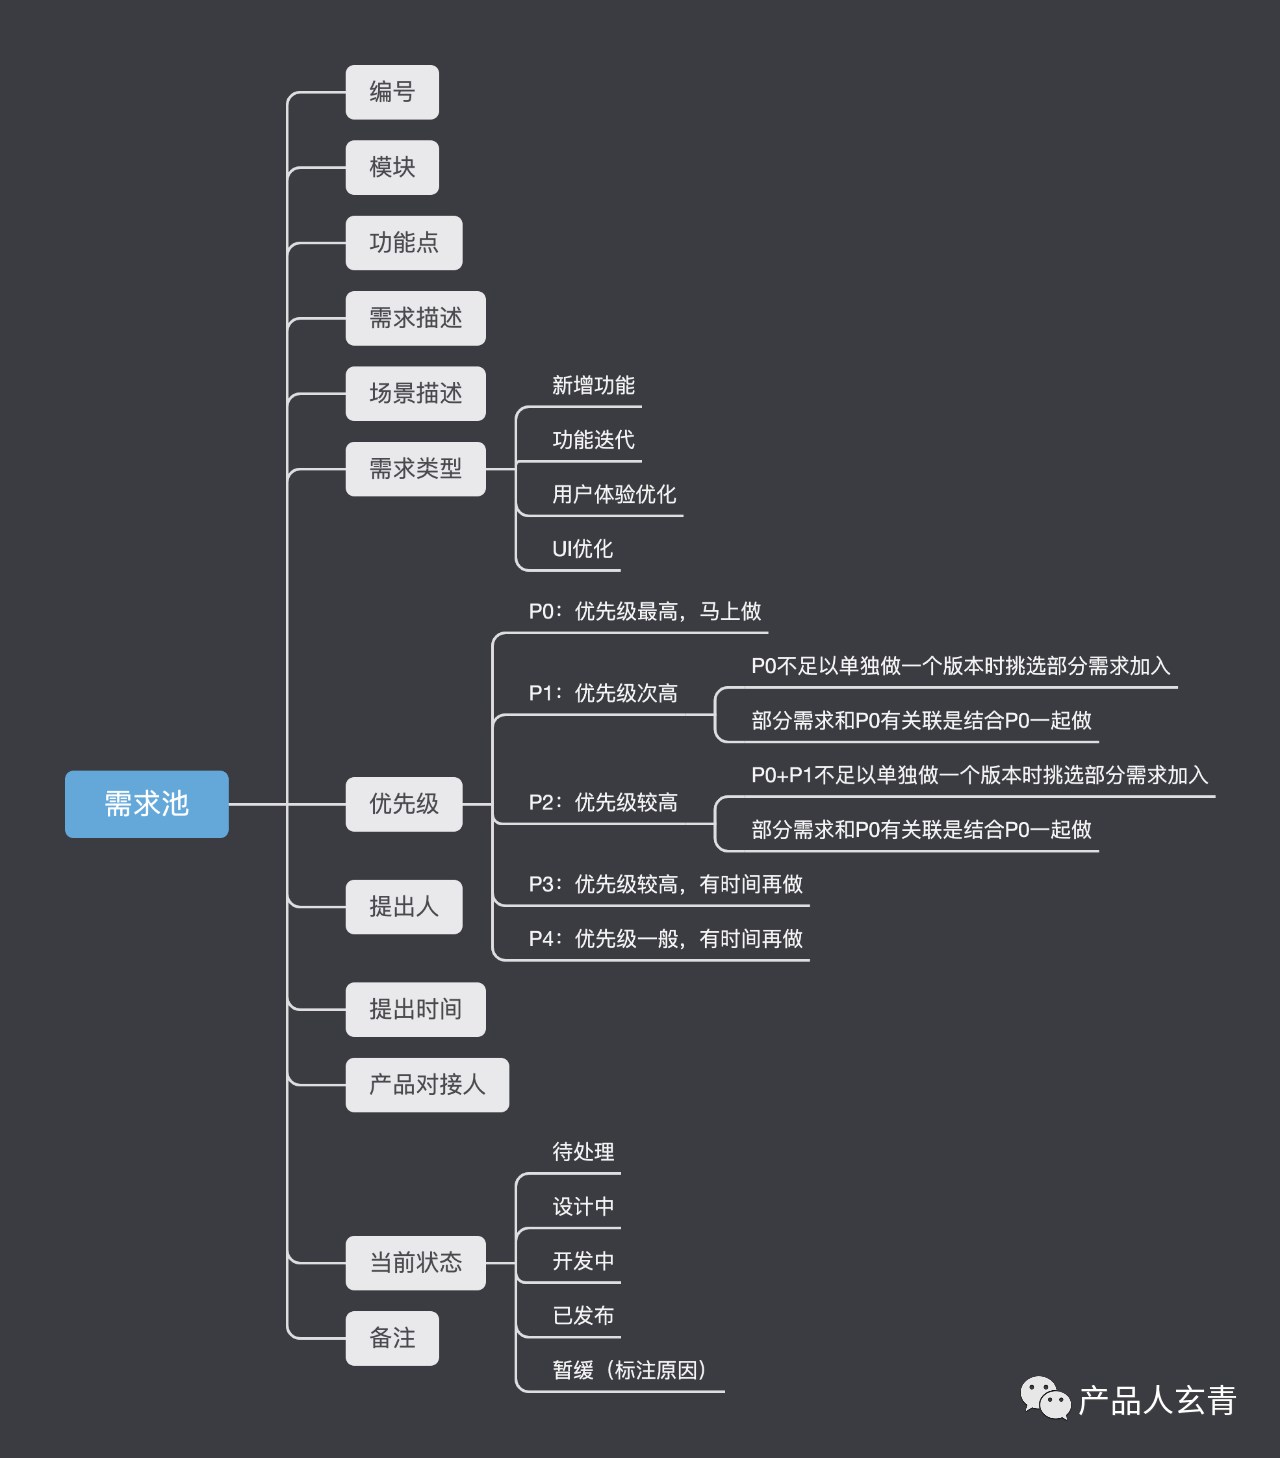 编号
模块
功能点
需求描述
场景描述
需求类型
新增功能
功能迭代
用户体验优化
UI优化
需求池
优先级
P0：优先级最高，马上做
P1：优先级次高
P0不足以单独做一个版本时挑选部分需求加入
部分需求和P0有关联是结合P0一起做
P2：优先级较高
P0+P1不足以单独做一个版本时挑选部分需求加入
部分需求和P0有关联是结合P0一起做
P3：优先级较高，有时间再做
P4：优先级一般，有时间再做
提出人
提出时间
产品对接人
当前状态
待处理
设计中
开发中
已发布
暂缓（标注原因）
备注
产品人玄青